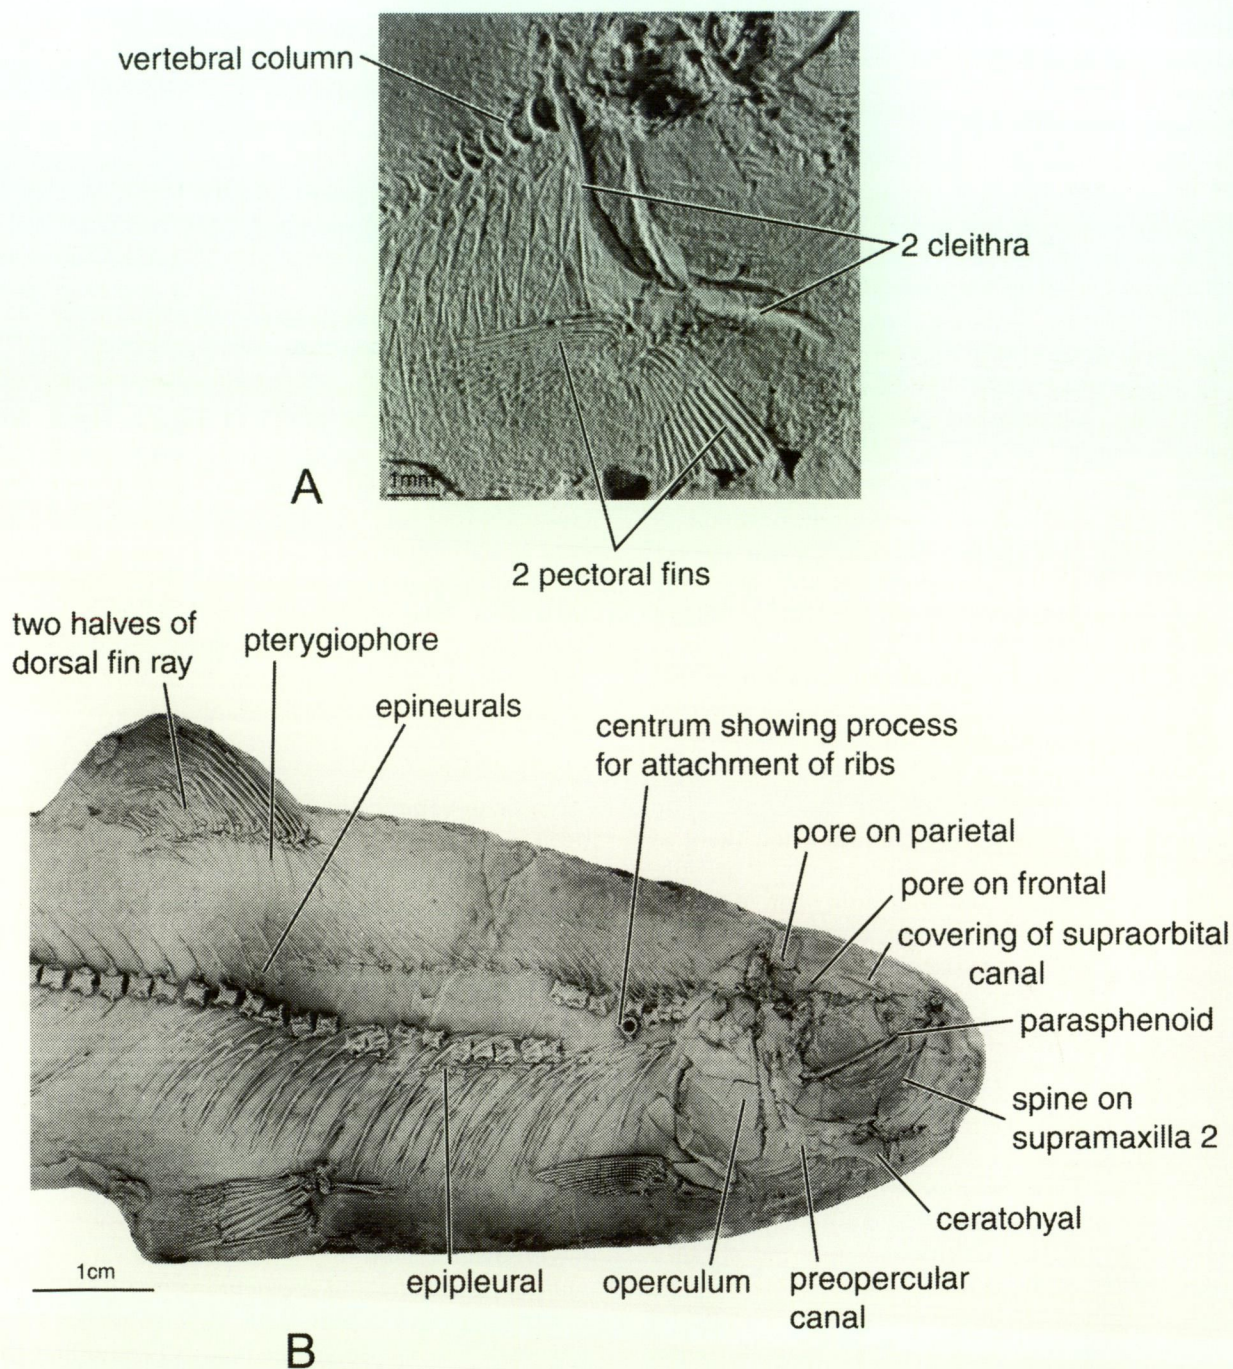 vertebral column
2 cleithra
1mm
A
2 pectoral fins
two halves of
dorsal fin ray
pterygiophore
epineurals
centrum showing process
for attachment of ribs
pore on parietal
pore on frontal
covering of supraorbital
canal
parasphenoid
spine on
supramaxilla 2
ceratohyal
1cm
epipleural
operculum
preopercular
canal
B